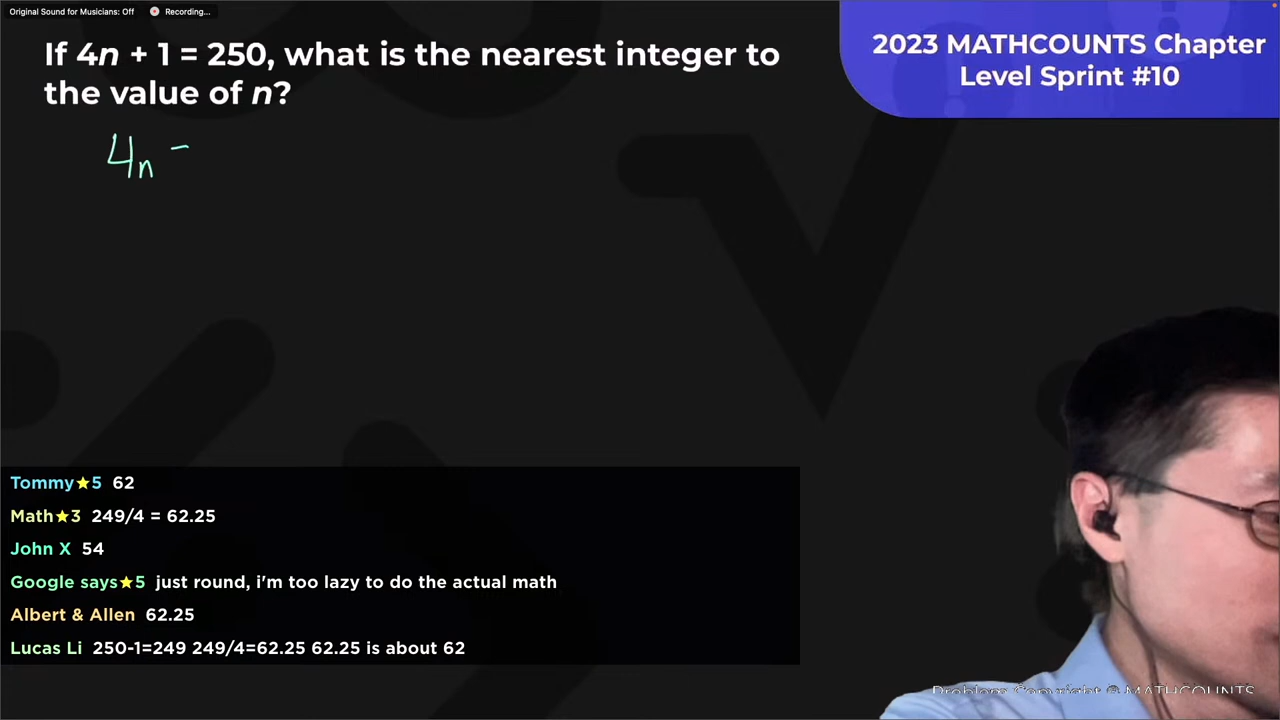 Original Sound for Musicians: Off Recording...
If 4n + 1 = 250, what is the nearest integer to
the value of n?
2023 MATHCOUNTS Chapter
Level Sprint #10
4n -
Tommy★5 62
Math★3 249/4 = 62.25
John X 54
Google says★5 just round, i'm too lazy to do the actual math
Albert & Allen 62.25
Lucas Li 250-1=249 249/4=62.25 62.25 is about 62
Problem Copyright © MATHCOUNTS